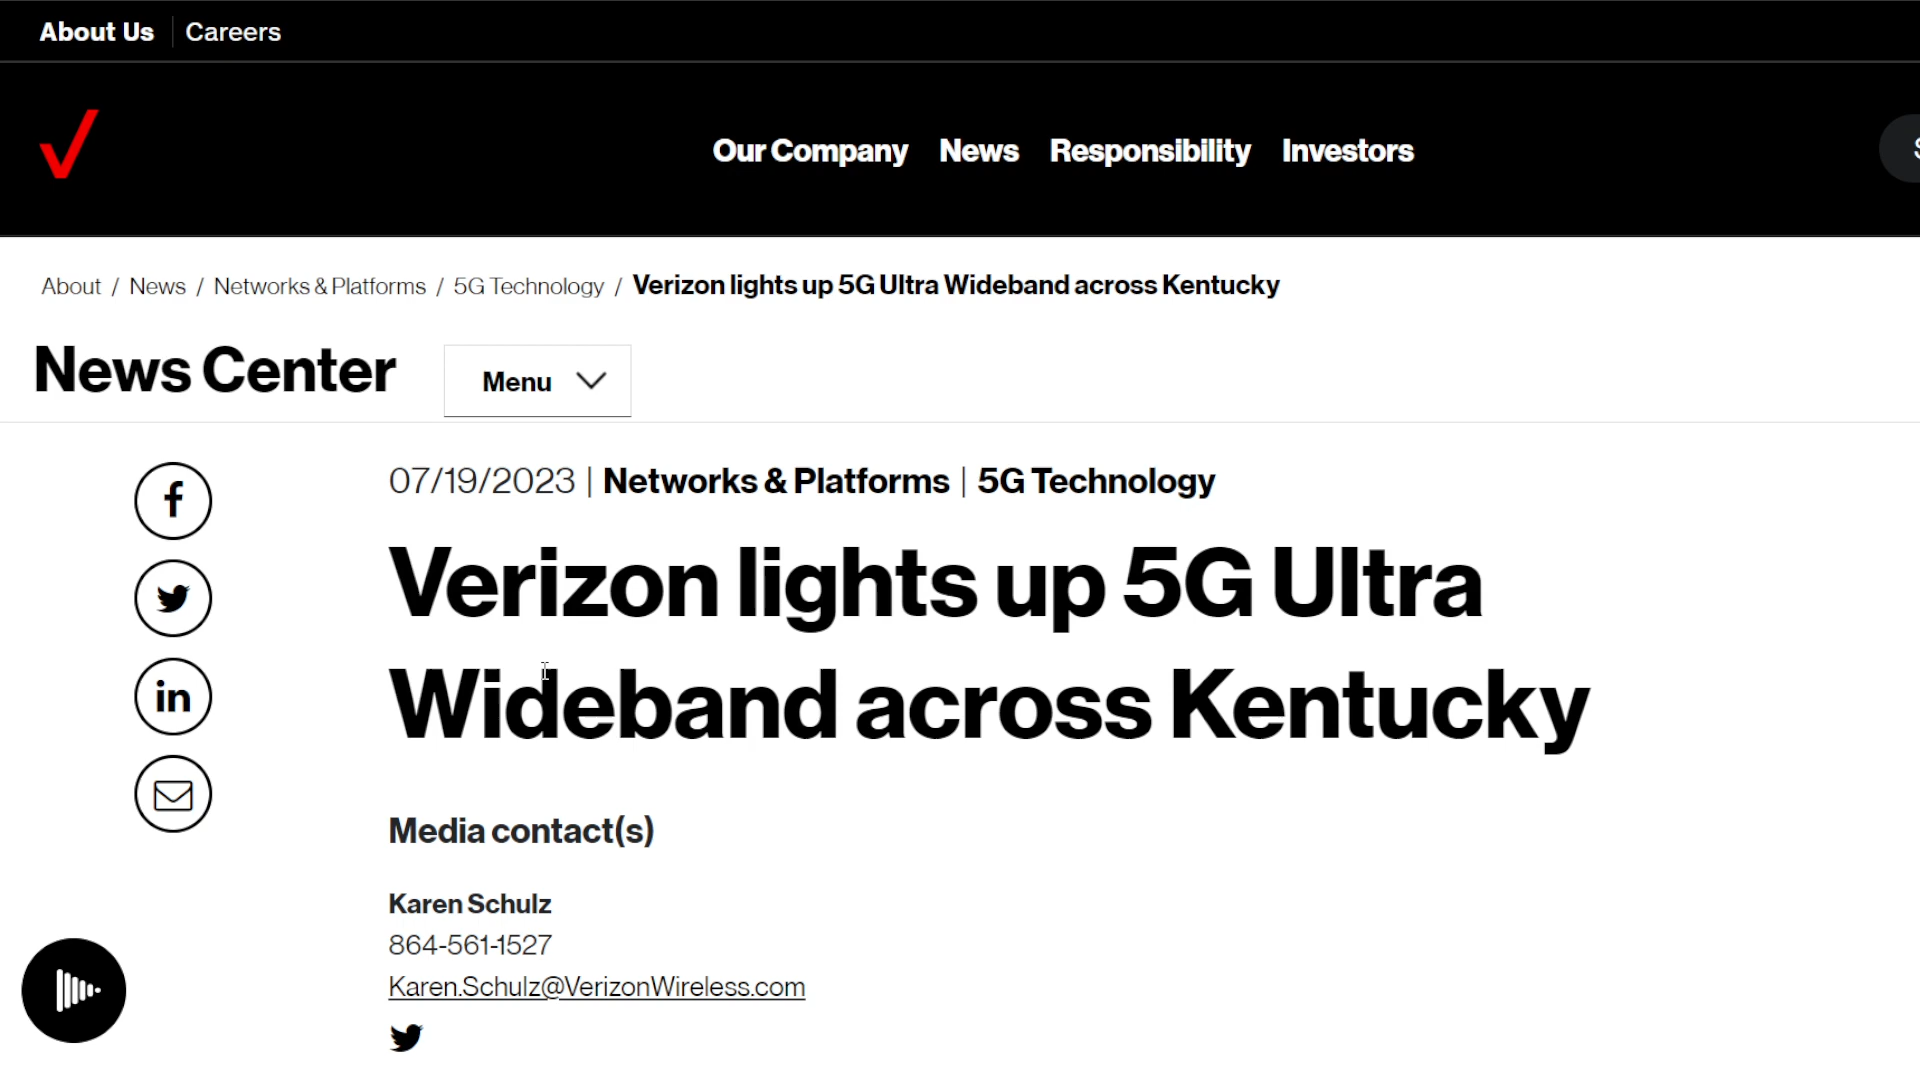 About Us | Careers
Our Company News Responsibility Investors
About / News / Networks & Platforms / 5G Technology / Verizon lights up 5G Ultra Wideband across Kentucky
News Center
Menu
07/19/2023 | Networks & Platforms | 5G Technology
Verizon lights up 5G Ultra
Wideband across Kentucky
Media contact(s)
Karen Schulz
864-561-1527
Karen.Schulz@VerizonWireless.com